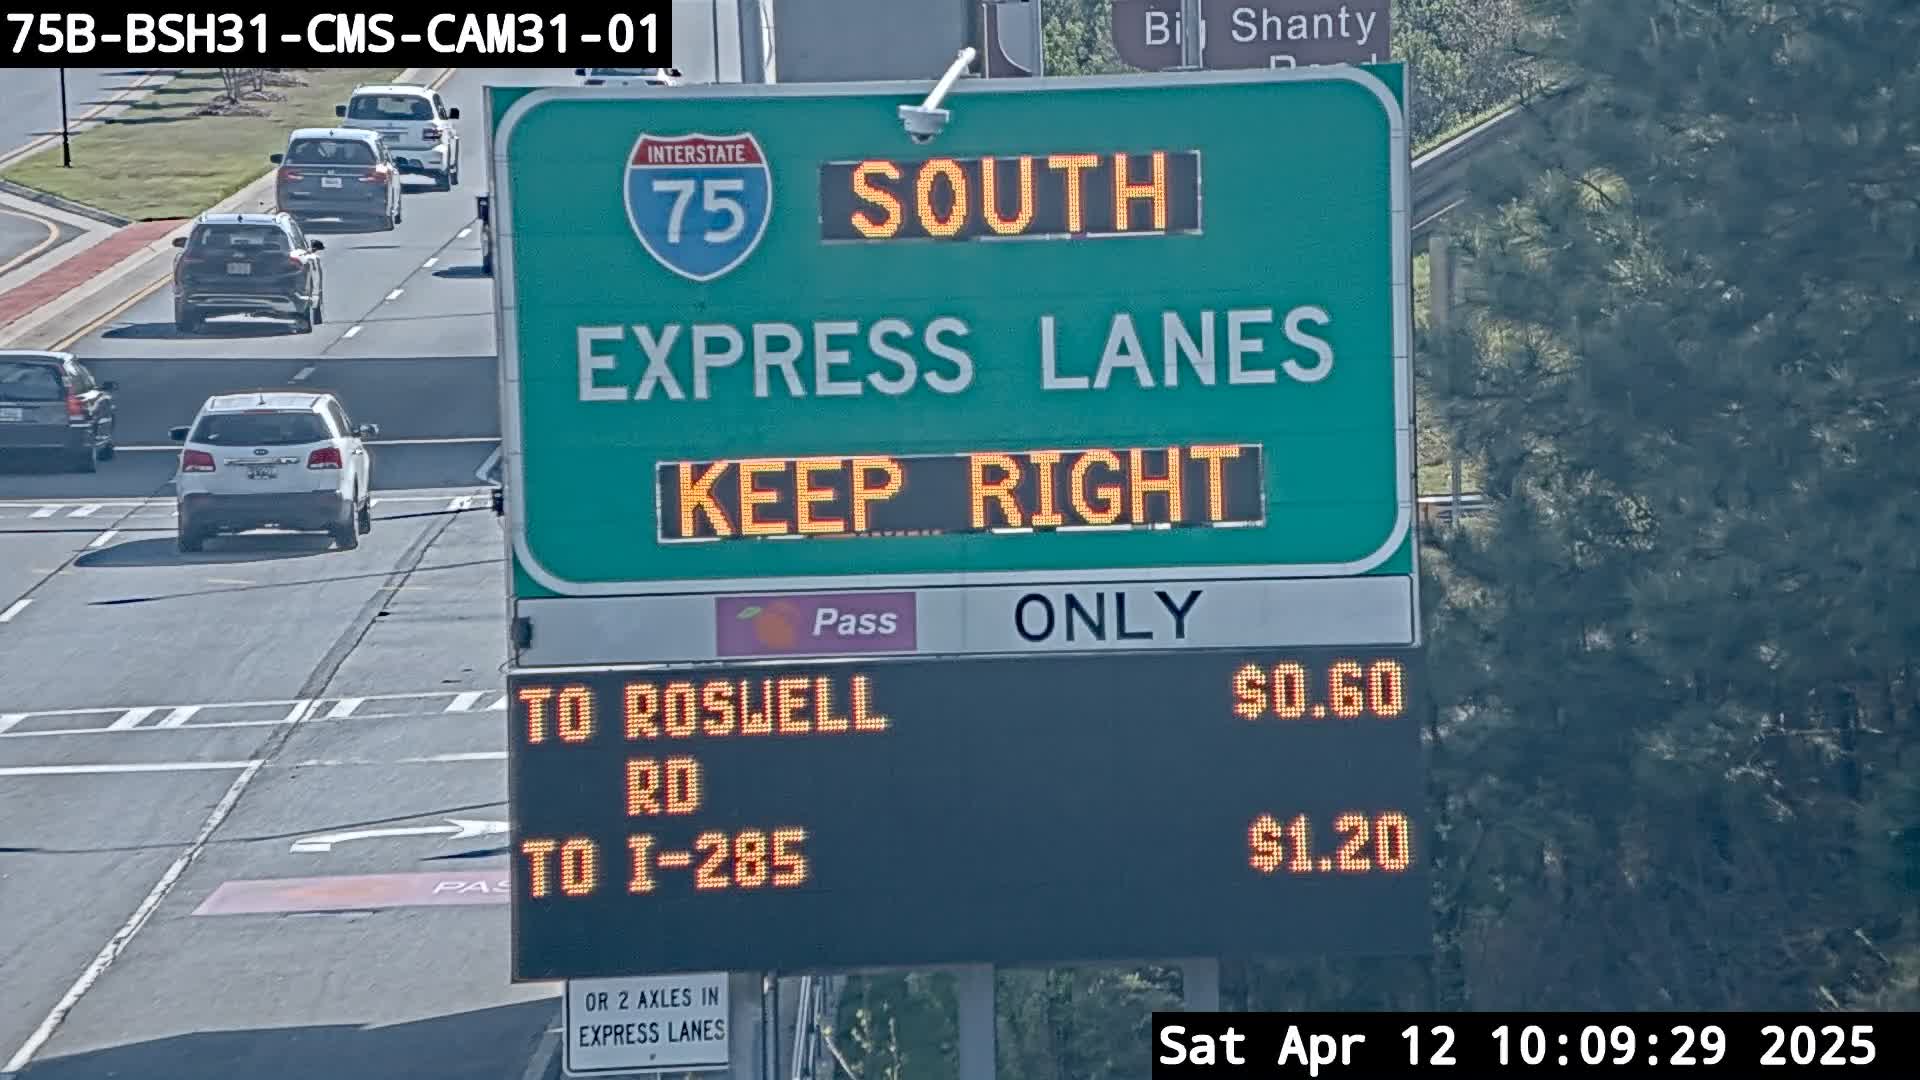 75B-BSH31-CMS-CAM31-01
Big Shanty
Road
INTERSTATE
75
SOUTH
EXPRESS LANES
KEEP RIGHT
Pass ONLY
TO ROSWELL $0.60
RD
TO I-285 $1.20
PAS
OR 2 AXLES IN
EXPRESS LANES
Sat Apr 12 10:09:29 2025